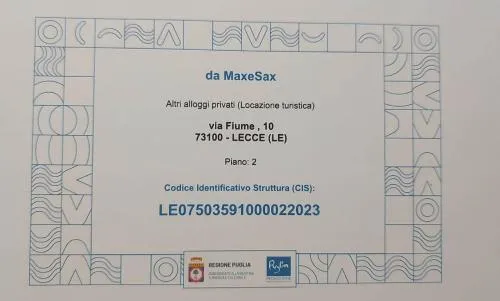 da MaxeSax
Altri alloggi privati (Locazione turistica)
via Fiume , 10
73100 - LECCE (LE)
Piano: 2
Codice Identificativo Struttura (CIS):
LE07503591000022023
REGIONE PUGLIA
Puglia